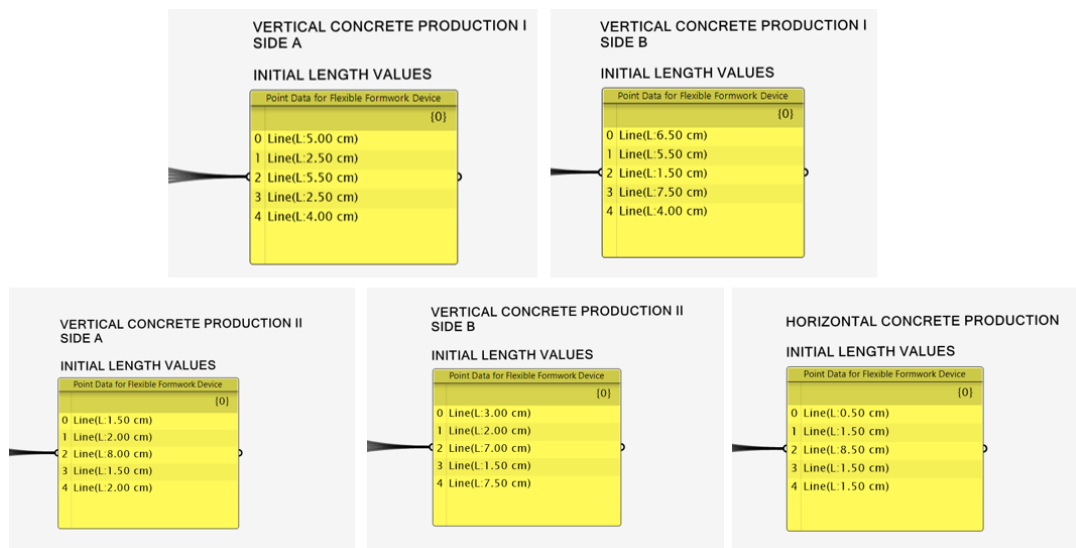 VERTICAL CONCRETE PRODUCTION I
SIDE A
INITIAL LENGTH VALUES
Point Data for Flexible Formwork Device
{0}
0 Line(L:5.00 cm)
1 Line(L:2.50 cm)
2 Line(L:5.50 cm)
3 Line(L:2.50 cm)
4 Line(L:4.00 cm)
VERTICAL CONCRETE PRODUCTION I
SIDE B
INITIAL LENGTH VALUES
Point Data for Flexible Formwork Device
{0}
0 Line(L:6.50 cm)
1 Line(L:5.50 cm)
2 Line(L:1.50 cm)
3 Line(L:7.50 cm)
4 Line(L:4.00 cm)
VERTICAL CONCRETE PRODUCTION II
SIDE A
INITIAL LENGTH VALUES
Point Data for Flexible Formwork Device
{0}
0 Line(L:1.50 cm)
1 Line(L:2.00 cm)
2 Line(L:8.00 cm)
3 Line(L:1.50 cm)
4 Line(L:2.00 cm)
VERTICAL CONCRETE PRODUCTION II
SIDE B
INITIAL LENGTH VALUES
Point Data for Flexible Formwork Device
{0}
0 Line(L:3.00 cm)
1 Line(L:2.00 cm)
2 Line(L:7.00 cm)
3 Line(L:1.50 cm)
4 Line(L:7.50 cm)
HORIZONTAL CONCRETE PRODUCTION
INITIAL LENGTH VALUES
Point Data for Flexible Formwork Device
{0}
0 Line(L:0.50 cm)
1 Line(L:1.50 cm)
2 Line(L:8.50 cm)
3 Line(L:1.50 cm)
4 Line(L:1.50 cm)